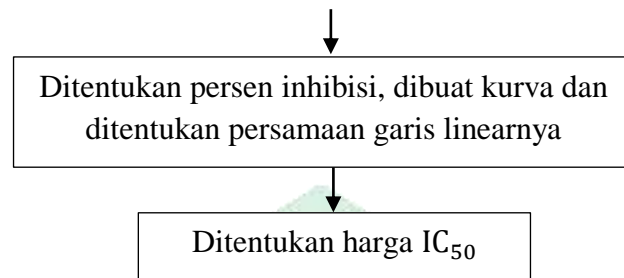 Ditentukan persen inhibisi, dibuat kurva dan
ditentukan persamaan garis linearnya
Ditentukan harga IC₅₀